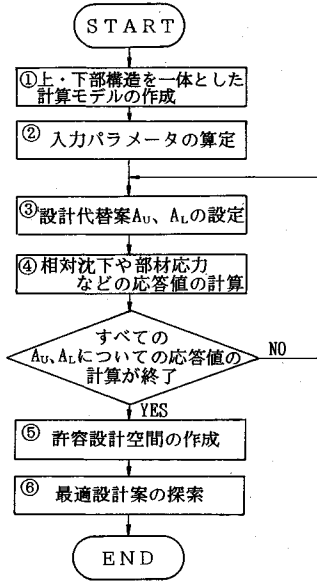 START
①上・下部構造を一体とした
計算モデルの作成
② 入力パラメータの算定
③設計代替案AU、ALの設定
④相対沈下や部材応力
などの応答値の計算
すべての
AU,ALについての応答値の
計算が終了
NO
YES
⑤ 許容設計空間の作成
⑥ 最適設計案の探索
END